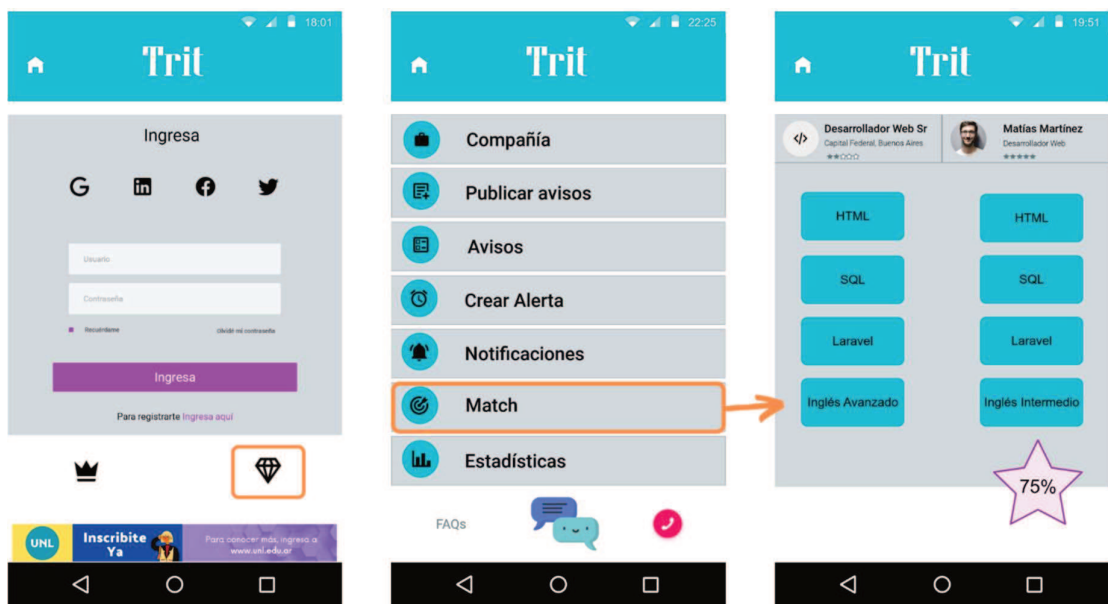 18:01
Trit
Ingresa
Usuario
Contraseña
Recuérdame
Olvidé mi contraseña
Ingresa
Para registrarte Ingresa aquí
UNL
Inscribite
Ya
Para conocer más, ingresa a:
www.unl.edu.ar
22:25
Trit
Compañía
Publicar avisos
Avisos
Crear Alerta
Notificaciones
Match
Estadísticas
FAQs
19:51
Trit
Desarrollador Web Sr
Capital Federal, Buenos Aires
Matías Martínez
Desarrollador Web
HTML
HTML
SQL
SQL
Laravel
Laravel
Inglés Avanzado
Inglés Intermedio
75%